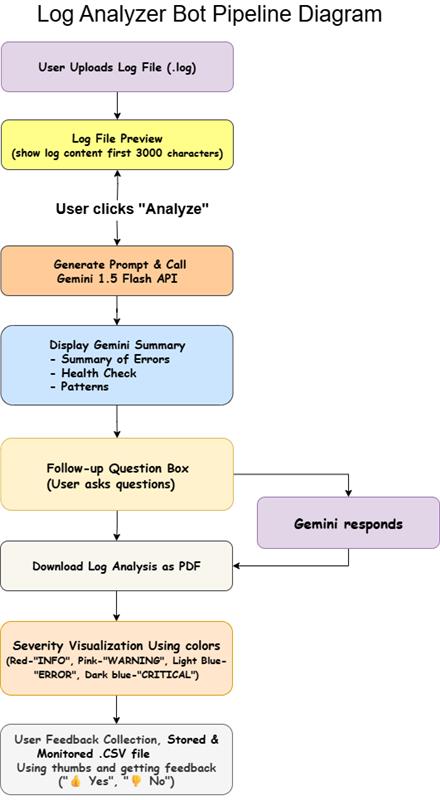 Log Analyzer Bot Pipeline Diagram
User Uploads Log File (.log)
Log File Preview
(show log content first 3000 characters)
User clicks "Analyze"
Generate Prompt & Call
Gemini 1.5 Flash API
Display Gemini Summary
- Summary of Errors
- Health Check
- Patterns
Follow-up Question Box
(User asks questions)
Gemini responds
Download Log Analysis as PDF
Severity Visualization Using colors
(Red-"INFO", Pink-"WARNING", Light Blue-
"ERROR", Dark blue-"CRITICAL")
User Feedback Collection, Stored &
Monitored .CSV file
Using thumbs and getting feedback
("👍 Yes", "👎 No")